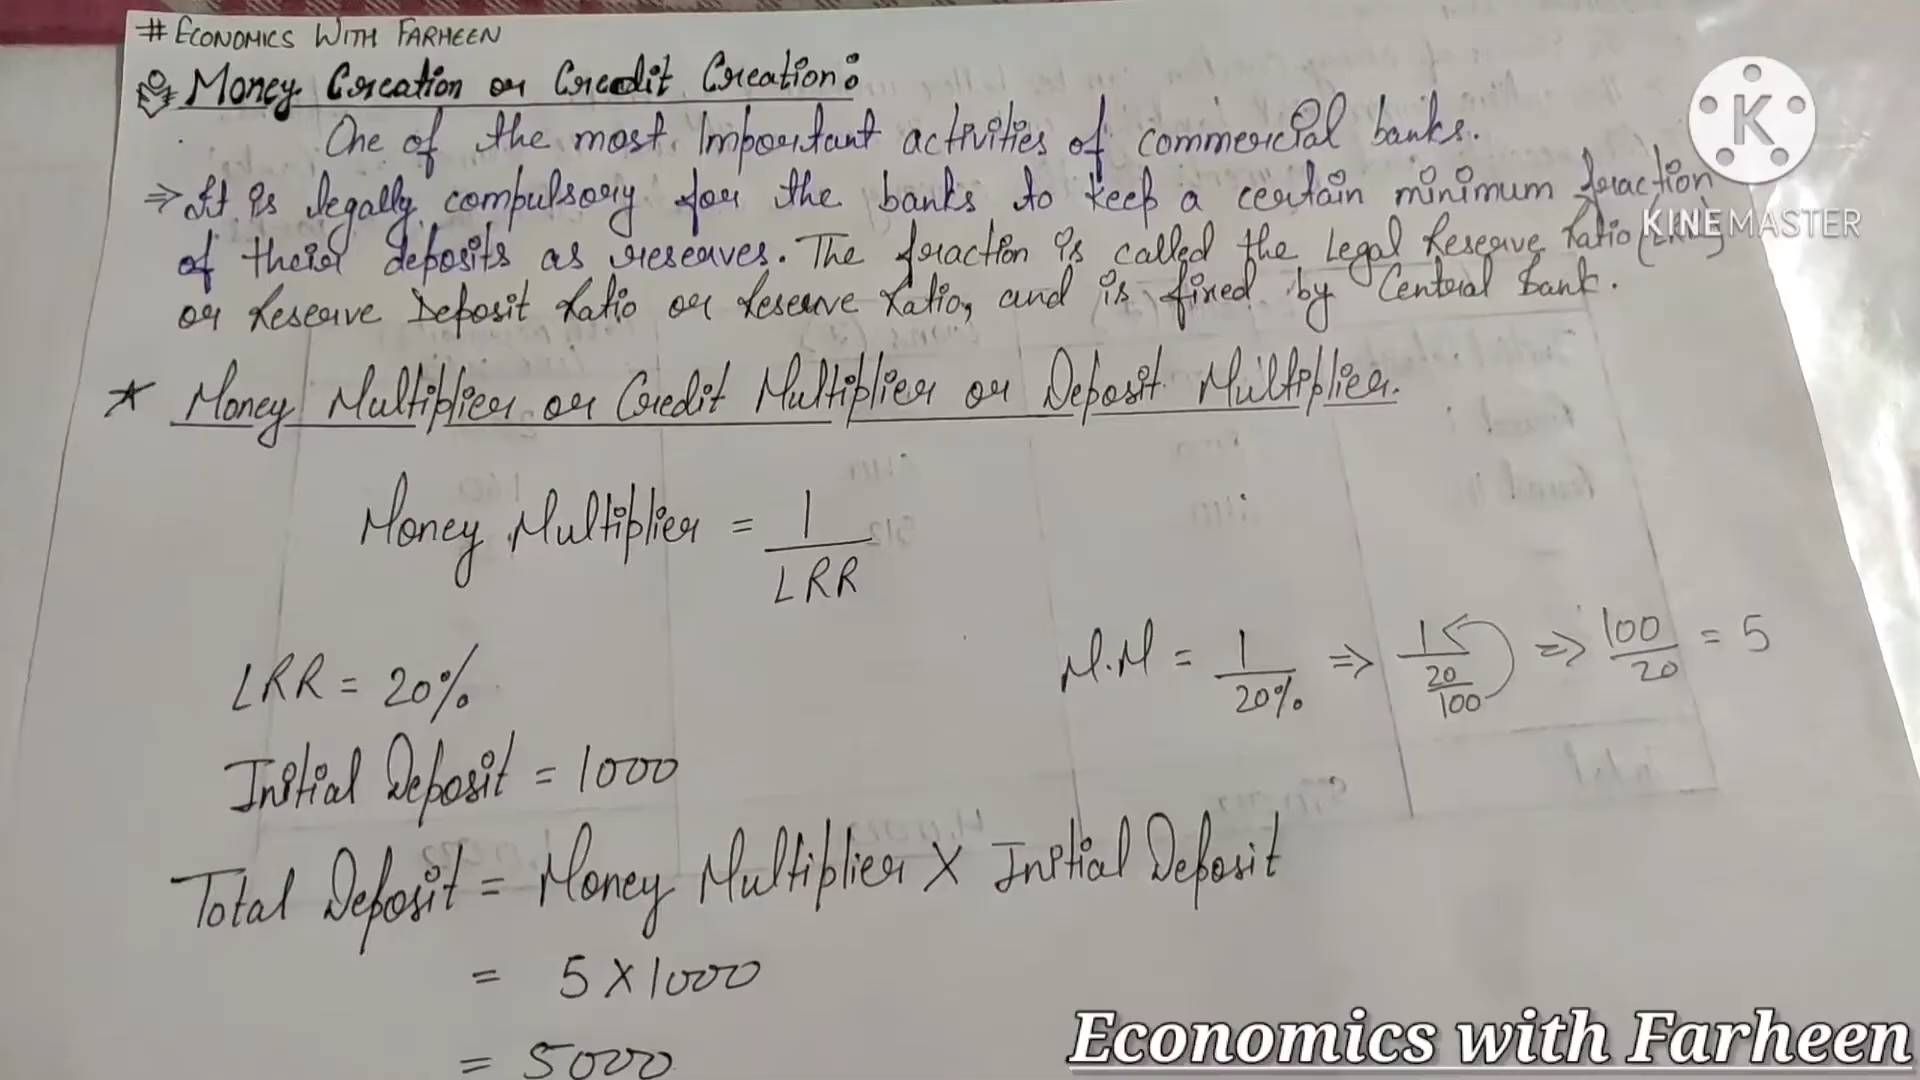 # ECONOMICS WITH FARHEEN
Money Creation or Credit Creation:
One of the most Important activities of commercial banks.
⇒ It is legally compulsory for the banks to keep a certain minimum fraction
of their deposits as reserves. The fraction is called the Legal Reserve Ratio
or Reserve Deposit Ratio or Reserve Ratio, and is fixed by Central Bank.
K
KINEMASTER
* Money Multiplier or Credit Multiplier or Deposit Multiplier.
Money Multiplier = 1/LRR
LRR = 20%
M.M = 1/20% ⇒ 1/(20/100) ⇒ 100/20 = 5
Initial Deposit = 1000
Total Deposit = Money Multiplier X Initial Deposit
= 5 X 1000
= 5000
Economics with Farheen